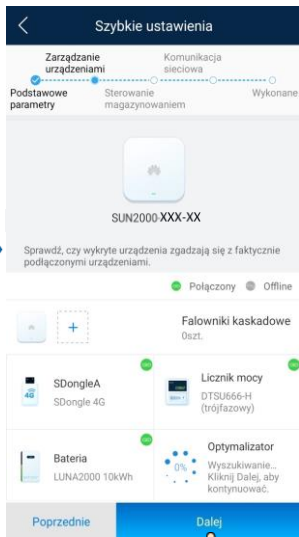 Szybkie ustawienia
Zarządzanie
urządzeniami
Komunikacja
sieciowa
Podstawowe
parametry
Sterowanie
magazynowaniem
Wykonane
SUN2000-XXX-XX
Sprawdź, czy wykryte urządzenia zgadzają się z faktycznie
podłączonymi urządzeniami.
Połączony
Offline
+
Falowniki kaskadowe
0szt.
4G
SDongleA
SDongle 4G
Licznik mocy
DTSU666-H
(trójfazowy)
Bateria
LUNA2000 10kWh
0%
Optymalizator
Wyszukiwanie...
Kliknij Dalej, aby
kontynuować.
Poprzednie
Dalej